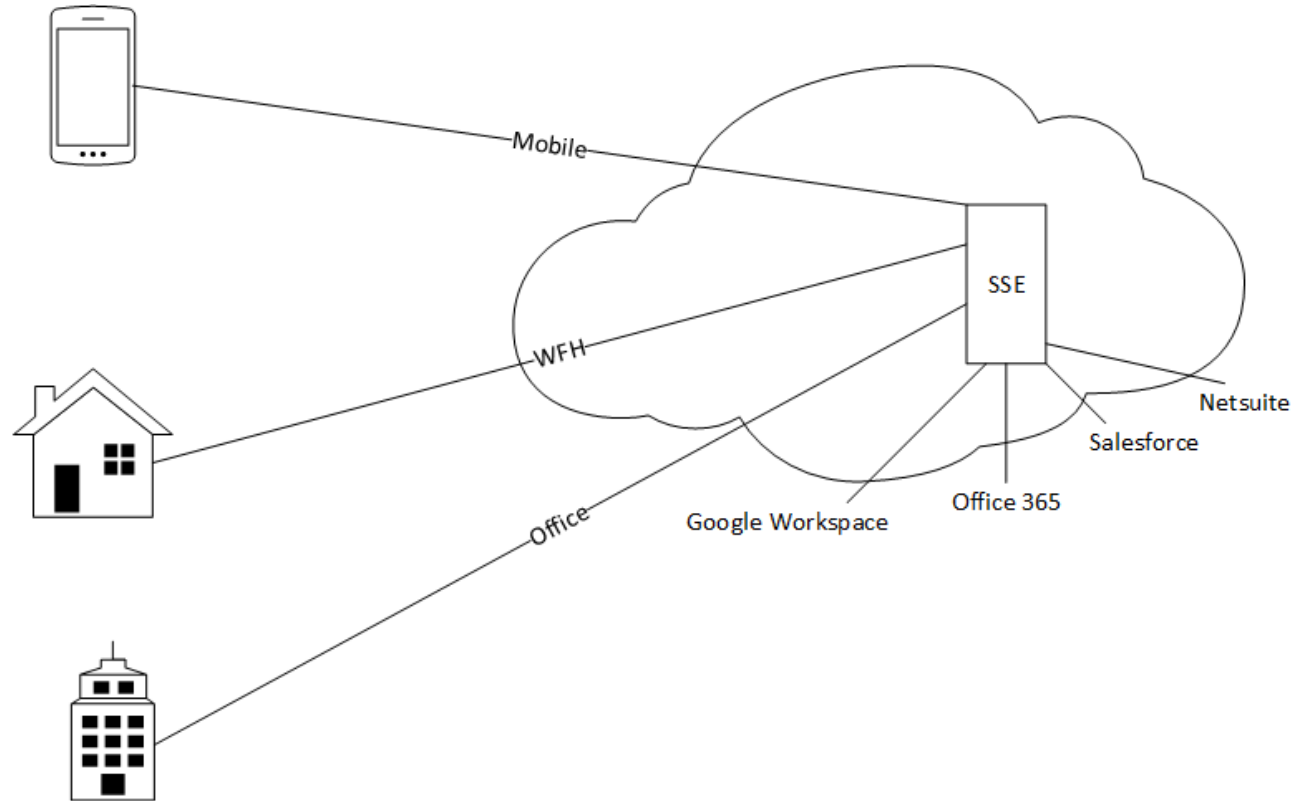 Mobile
SSE
WFH
Netsuite
Salesforce
Office 365
Google Workspace
Office